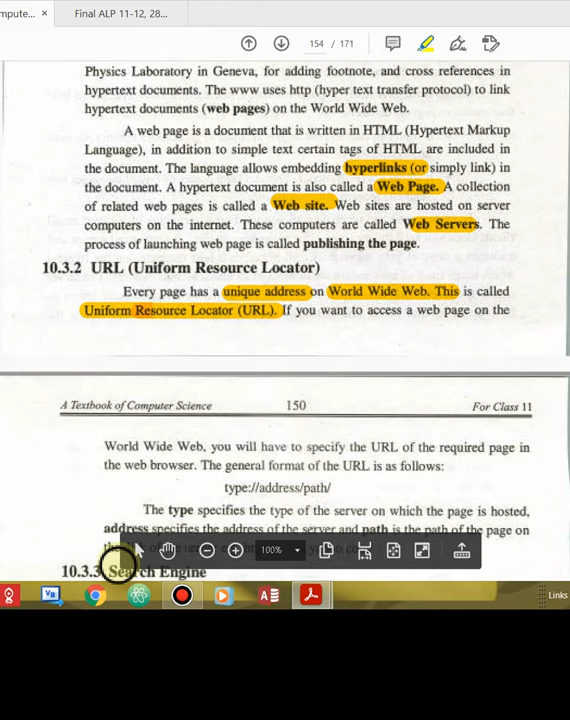 mpute... ×
Final ALP 11-12, 28...
154 / 171
Physics Laboratory in Geneva, for adding footnote, and cross references in
hypertext documents. The www uses http (hyper text transfer protocol) to link
hypertext documents (web pages) on the World Wide Web.
A web page is a document that is written in HTML (Hypertext Markup
Language), in addition to simple text certain tags of HTML are included in
the document. The language allows embedding hyperlinks (or simply link) in
the document. A hypertext document is also called a Web Page. A collection
of related web pages is called a Web site. Web sites are hosted on server
computers on the internet. These computers are called Web Servers. The
process of launching web page is called publishing the page.
10.3.2 URL (Uniform Resource Locator)
Every page has a unique address on World Wide Web. This is called
Uniform Resource Locator (URL). If you want to access a web page on the
A Textbook of Computer Science 150 For Class 11
World Wide Web, you will have to specify the URL of the required page in
the web browser. The general format of the URL is as follows:
type://address/path/
The type specifies the type of the server on which the page is hosted,
address specifies the address of the server and path is the path of the page on
100%
10.3.3 Search Engine
VB
A
Links